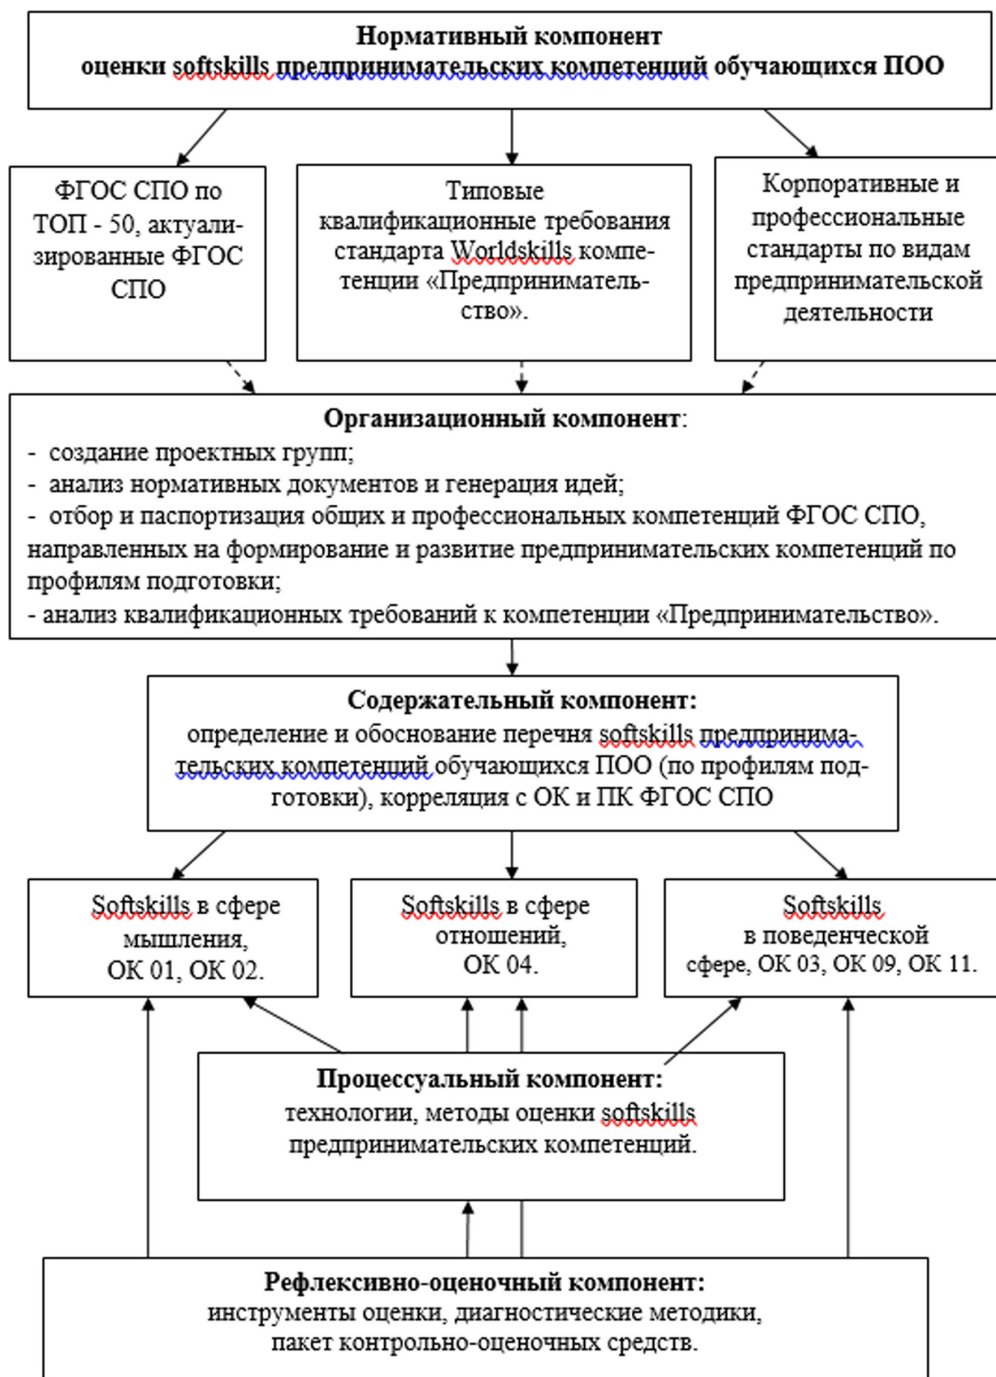 Нормативный компонент
оценки softskills предпринимательских компетенций обучающихся ПОО
ФГОС СПО по
ТОП - 50, актуали-
зированные ФГОС
СПО
Типовые
квалификационные требования
стандарта Worldskills компе-
тенции «Предприниматель-
ство».
Корпоративные и
профессиональные
стандарты по видам
предпринимательской
деятельности
Организационный компонент:
- создание проектных групп;
- анализ нормативных документов и генерация идей;
- отбор и паспортизация общих и профессиональных компетенций ФГОС СПО,
направленных на формирование и развитие предпринимательских компетенций по
профилям подготовки;
- анализ квалификационных требований к компетенции «Предпринимательство».
Содержательный компонент:
определение и обоснование перечня softskills предпринима-
тельских компетенций обучающихся ПОО (по профилям под-
готовки), корреляция с ОК и ПК ФГОС СПО
Softskills в сфере
мышления,
ОК 01, ОК 02.
Softskills в сфере
отношений,
ОК 04.
Softskills
в поведенческой
сфере, ОК 03, ОК 09, ОК 11.
Процессуальный компонент:
технологии, методы оценки softskills
предпринимательских компетенций.
Рефлексивно-оценочный компонент:
инструменты оценки, диагностические методики,
пакет контрольно-оценочных средств.